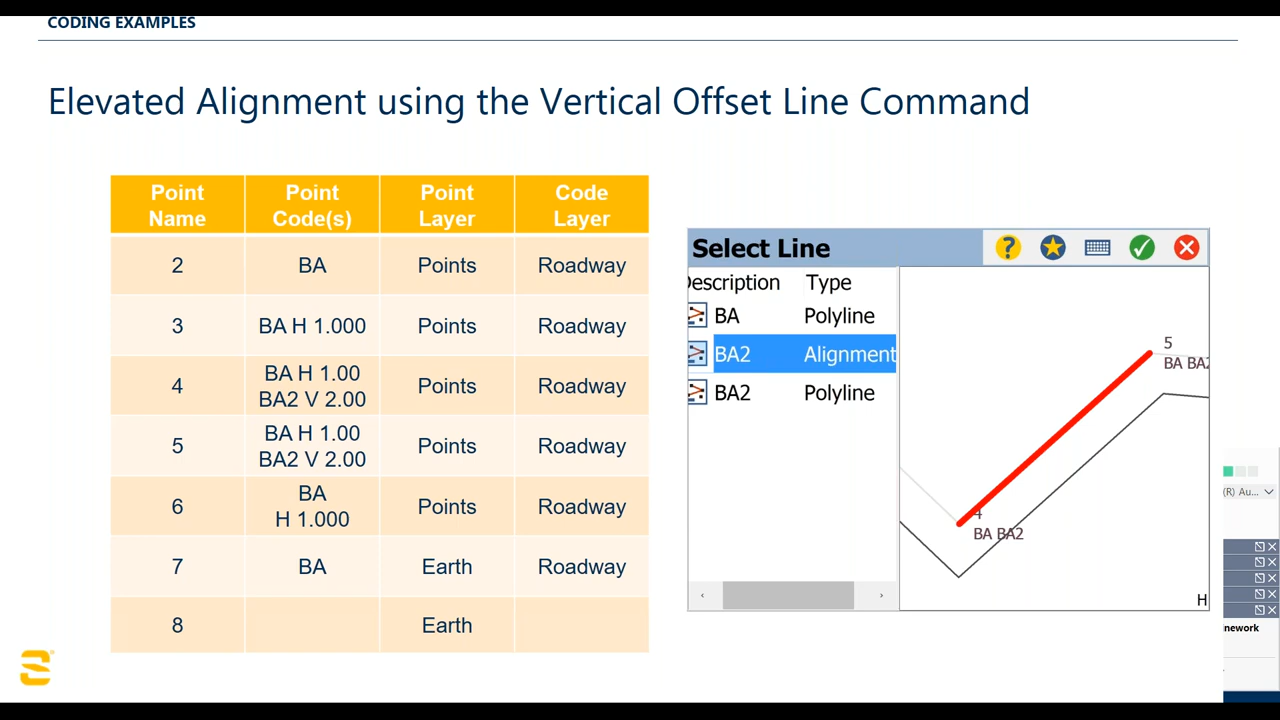 CODING EXAMPLES
Elevated Alignment using the Vertical Offset Line Command
Point Name Point Code(s) Point Layer Code Layer
2 BA Points Roadway
3 BA H 1.000 Points Roadway
4 BA H 1.00 BA2 V 2.00 Points Roadway
5 BA H 1.00 BA2 V 2.00 Points Roadway
6 BA H 1.000 Points Roadway
7 BA Earth Roadway
8 Earth
Select Line
Description Type
BA Polyline
BA2 Alignment
BA2 Polyline
5
BA BA2
4
BA BA2
H
(R) Au...
nework